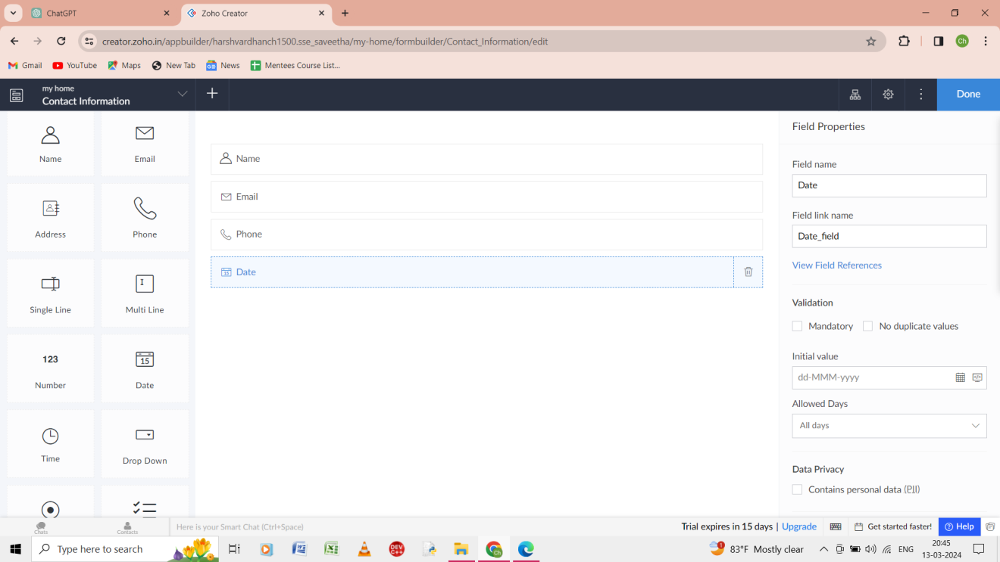 ChatGPT
Zoho Creator
creator.zoho.in/appbuilder/harshvardhanch1500.sse_saveetha/my-home/formbuilder/Contact_Information/edit
Ch
Gmail
YouTube
Maps
New Tab
News
Mentees Course List...
my home
Contact Information
Done
Name
Email
Address
Phone
Single Line
Multi Line
123
Number
15
Date
Time
Drop Down
Name
Email
Phone
15 Date
Field Properties
Field name
Date
Field link name
Date_field
View Field References
Validation
Mandatory
No duplicate values
Initial value
dd-MMM-yyyy
Allowed Days
All days
Data Privacy
Contains personal data (PII)
Chats
Contacts
Here is your Smart Chat (Ctrl+Space)
Trial expires in 15 days | Upgrade
Get started faster!
Help
Type here to search
DEV C++
Ch
1
83°F Mostly clear
ENG
20:45
13-03-2024